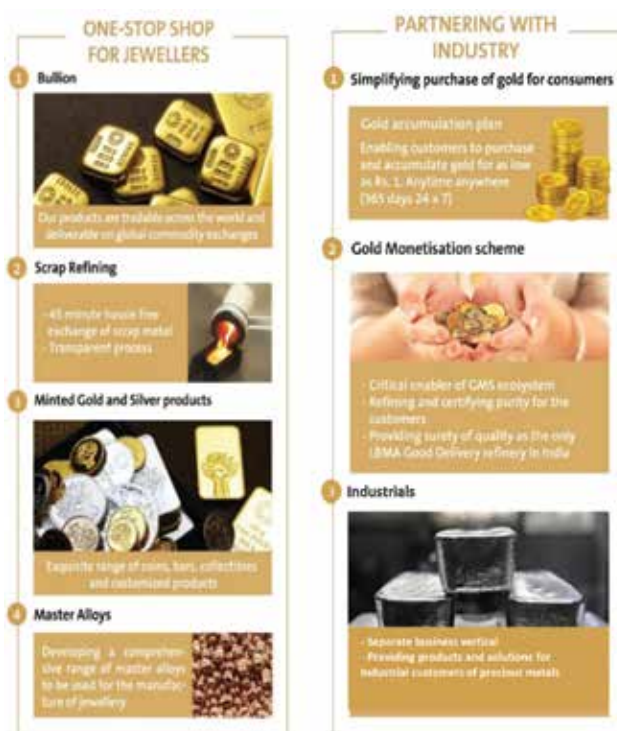 ONE-STOP SHOP
FOR JEWELLERS
1
Bullion
Our products are tradable across the world and
deliverable on global commodity exchanges
2
Scrap Refining
- 45 minute hassle free
exchange of scrap metal
- Transparent process
3
Minted Gold and Silver products
Exquisite range of coins, bars, collectibles
and customized products
4
Master Alloys
Developing a comprehen-
sive range of master alloys
to be used for the manufac-
ture of jewellery
PARTNERING WITH
INDUSTRY
1
Simplifying purchase of gold for consumers
Gold accumulation plan
Enabling customers to purchase
and accumulate gold for as low
as Rs. 1. Anytime anywhere
(365 days 24 x 7)
2
Gold Monetisation scheme
- Critical enabler of GMS ecosystem
- Refining and certifying purity for the
customers
- Providing surety of quality as the only
LBMA Good Delivery refinery in India
3
Industrials
- Separate business vertical
- Providing products and solutions for
industrial customers of precious metals